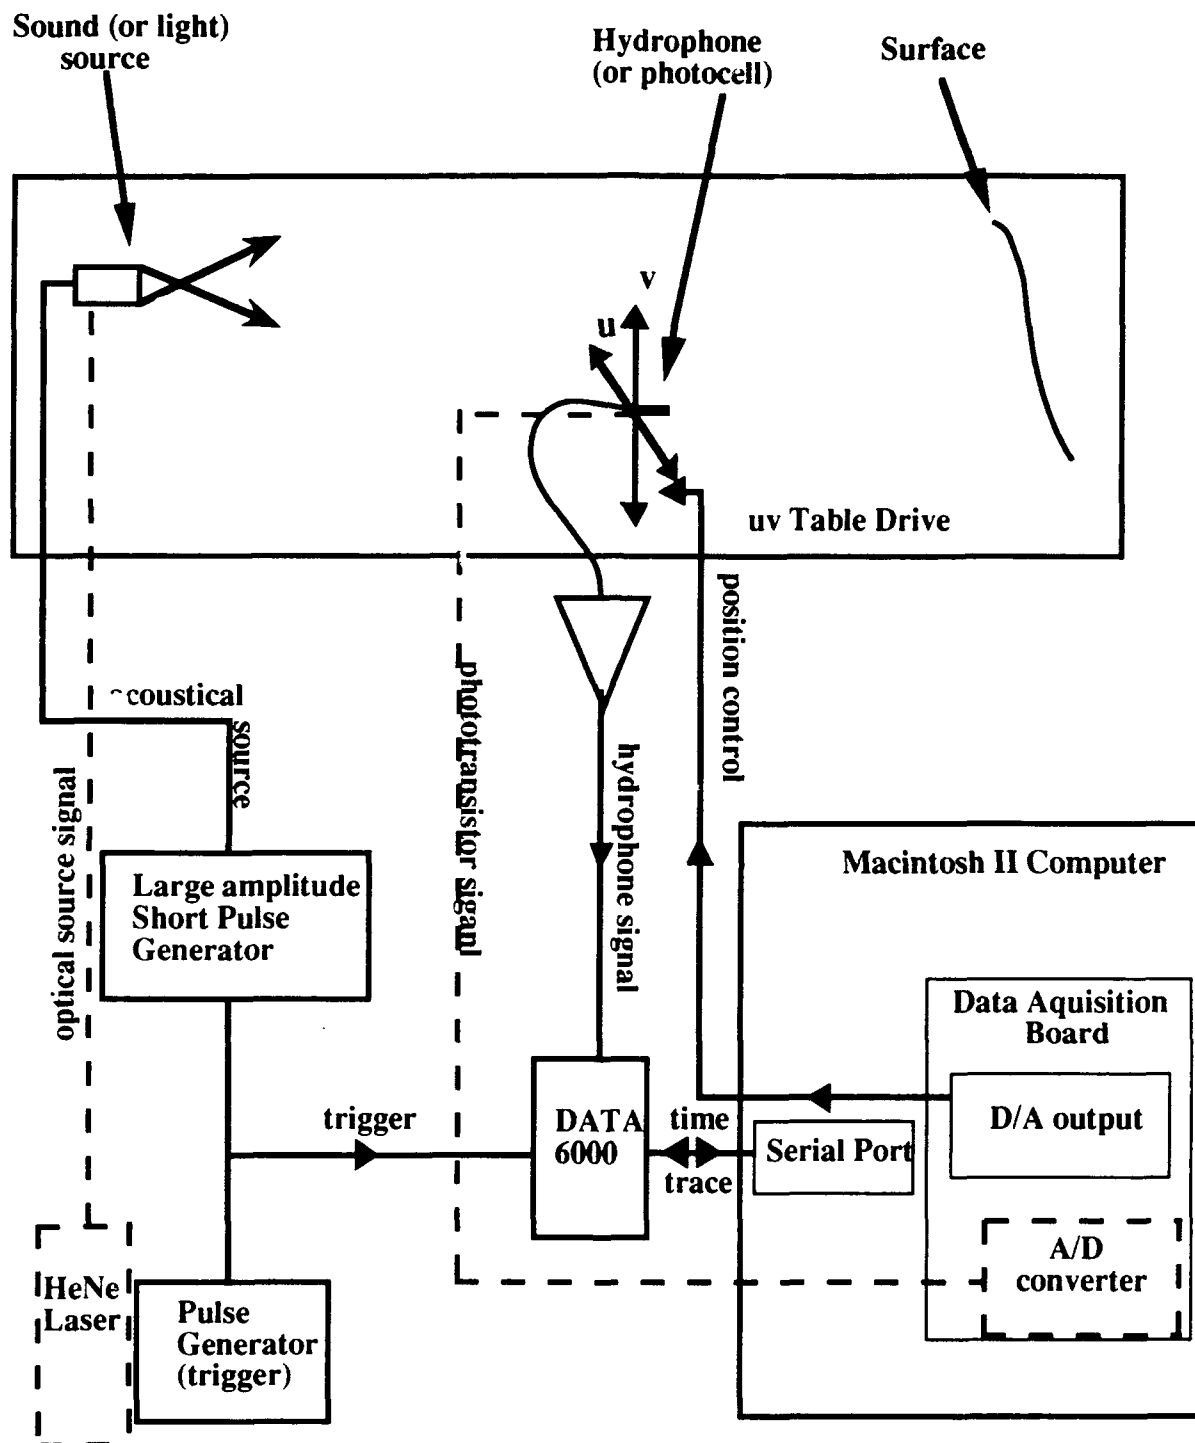 Sound (or light)
source
Hydrophone
(or photocell)
Surface
v
u
uv Table Drive
position control
coustical
source
phototransistor siganl
hydrophone signal
optical source signal
Large amplitude
Short Pulse
Generator
Macintosh II Computer
Data Aquisition
Board
D/A output
trigger
DATA
6000
time
trace
Serial Port
A/D
converter
HeNe
Laser
Pulse
Generator
(trigger)